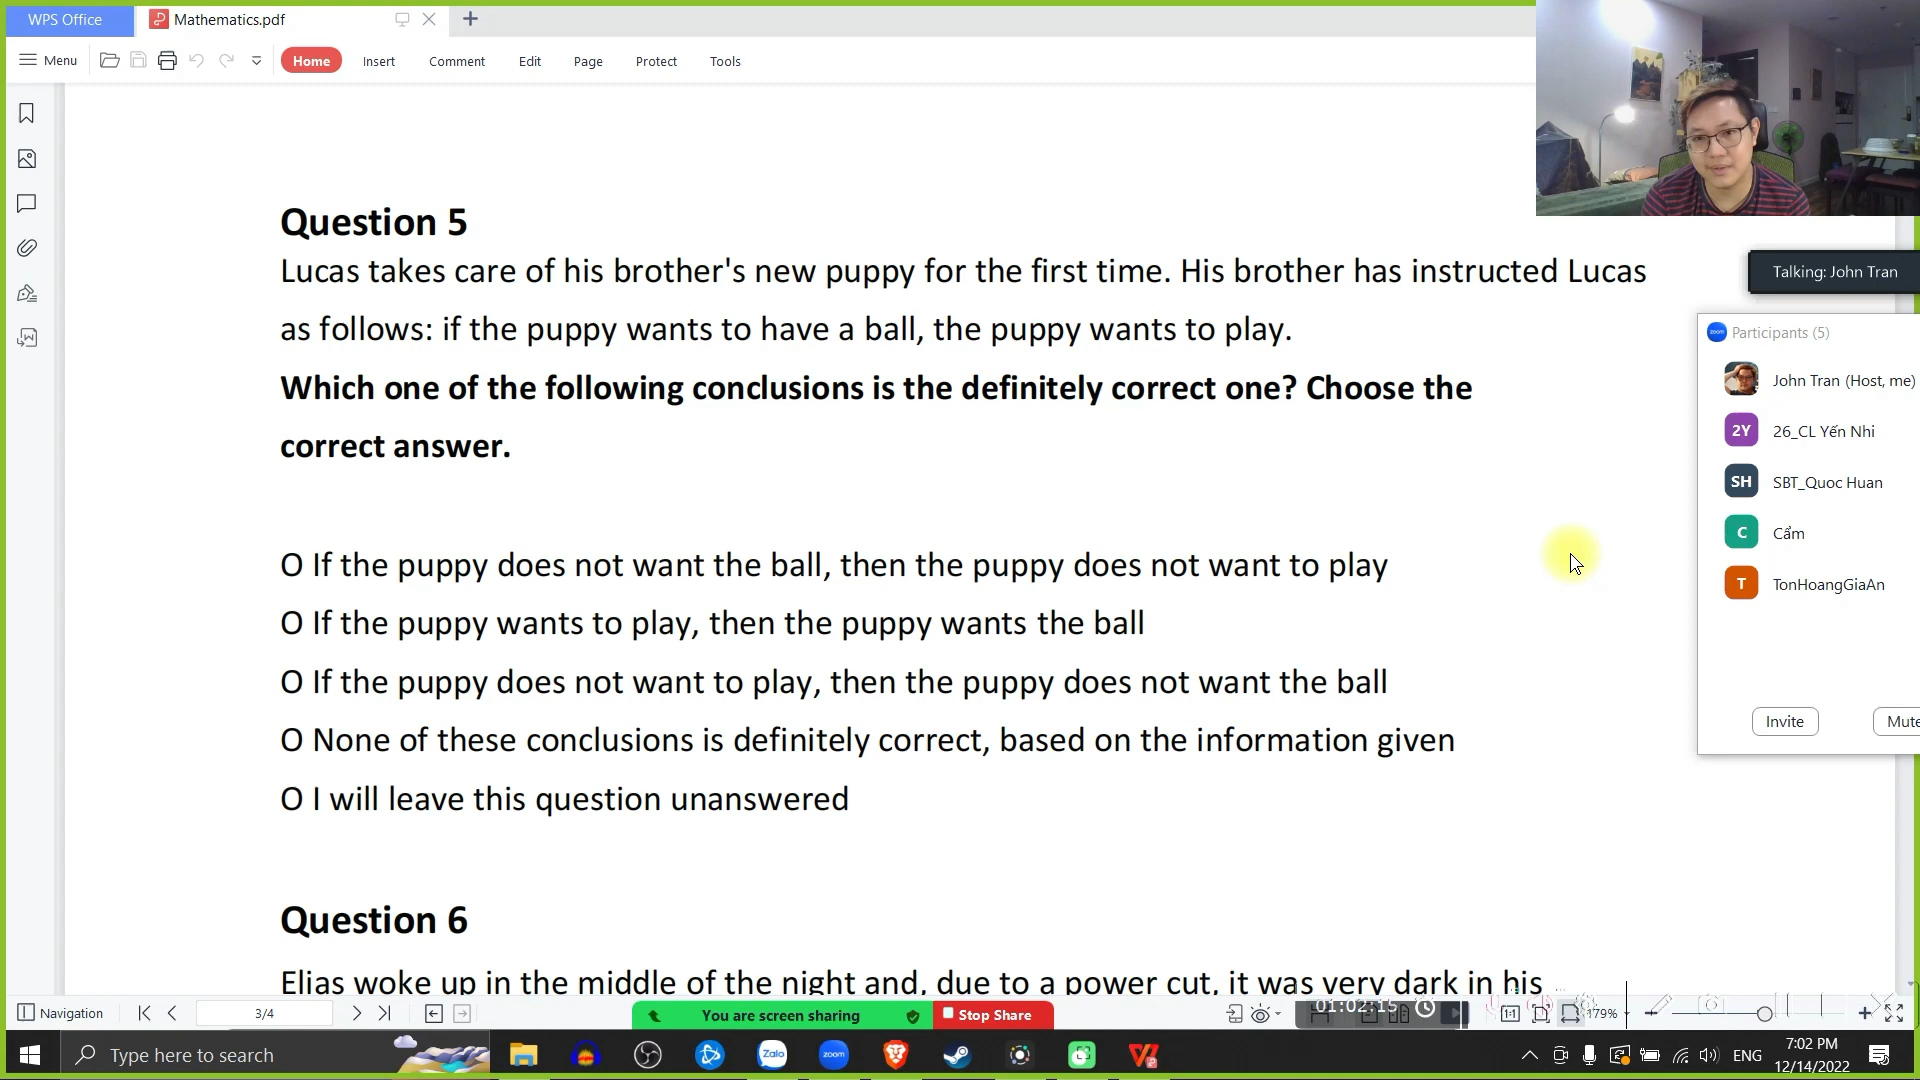 WPS Office
Mathematics.pdf
Menu
Home
Insert
Comment
Edit
Page
Protect
Tools
Question 5
Lucas takes care of his brother's new puppy for the first time. His brother has instructed Lucas
as follows: if the puppy wants to have a ball, the puppy wants to play.
Which one of the following conclusions is the definitely correct one? Choose the
correct answer.
O If the puppy does not want the ball, then the puppy does not want to play
O If the puppy wants to play, then the puppy wants the ball
O If the puppy does not want to play, then the puppy does not want the ball
O None of these conclusions is definitely correct, based on the information given
O I will leave this question unanswered
Question 6
Elias woke up in the middle of the night and, due to a power cut, it was very dark in his
Talking: John Tran
zoom
Participants (5)
John Tran (Host, me)
2Y
26_CL Yến Nhi
SH
SBT_Quoc Huan
C
Cẩm
T
TonHoangGiaAn
Invite
Mute
Navigation
3/4
You are screen sharing
Stop Share
01:02:15
1:1
179%
Type here to search
Zalo
zoom
ENG
7:02 PM
12/14/2022